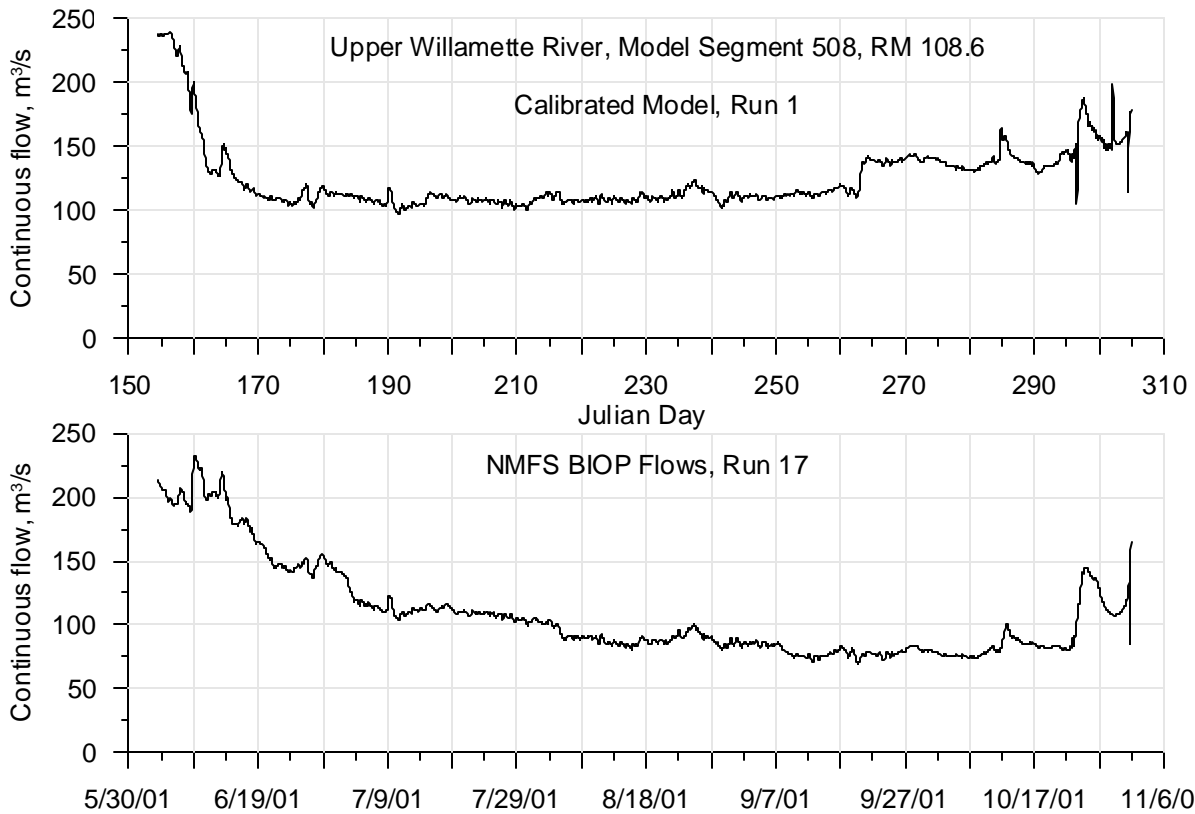 250
Upper Willamette River, Model Segment 508, RM 108.6
200
Calibrated Model, Run 1
150
100
50
0
Continuous flow, m³/s
150 170 190 210 230 250 270 290 310
Julian Day
250
NMFS BIOP Flows, Run 17
200
150
100
50
0
Continuous flow, m³/s
5/30/01 6/19/01 7/9/01 7/29/01 8/18/01 9/7/01 9/27/01 10/17/01 11/6/0